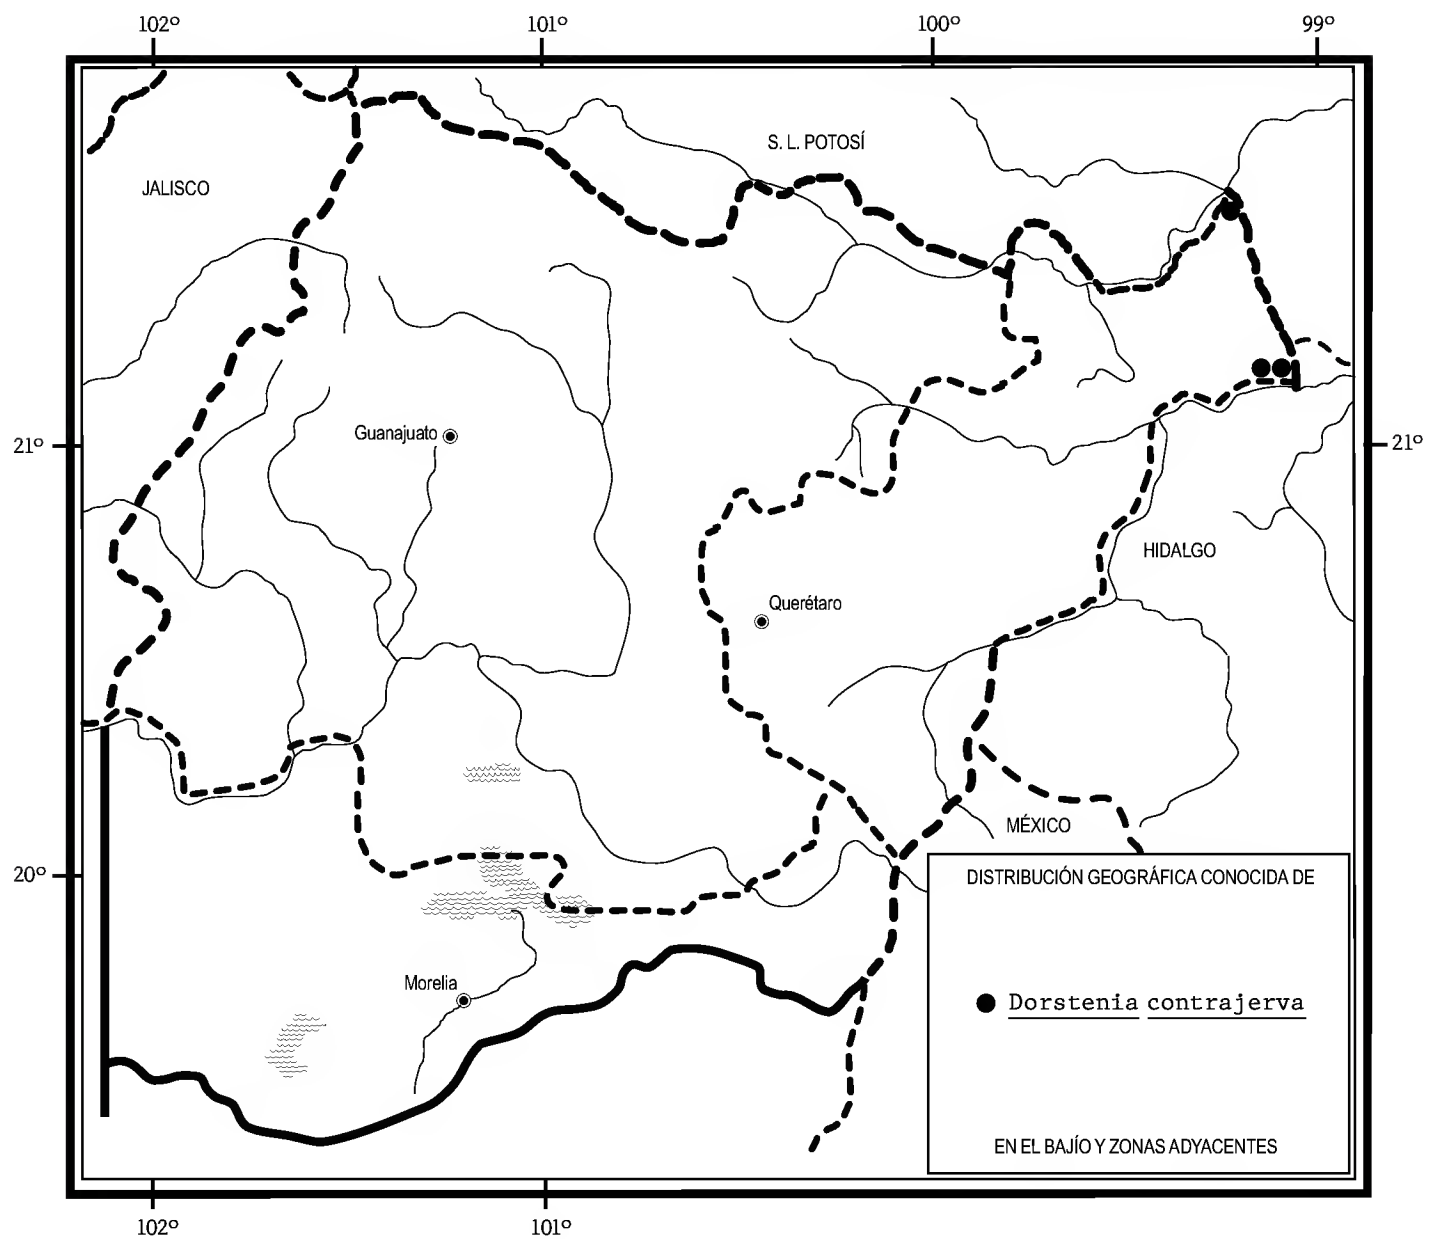 102º 101º 100º 99º
S. L. POTOSÍ
JALISCO
Guanajuato
21º 21º
HIDALGO
Querétaro
MÉXICO
20º
DISTRIBUCIÓN GEOGRÁFICA CONOCIDA DE
Morelia
Dorstenia contrajerva
EN EL BAJÍO Y ZONAS ADYACENTES
102º 101º